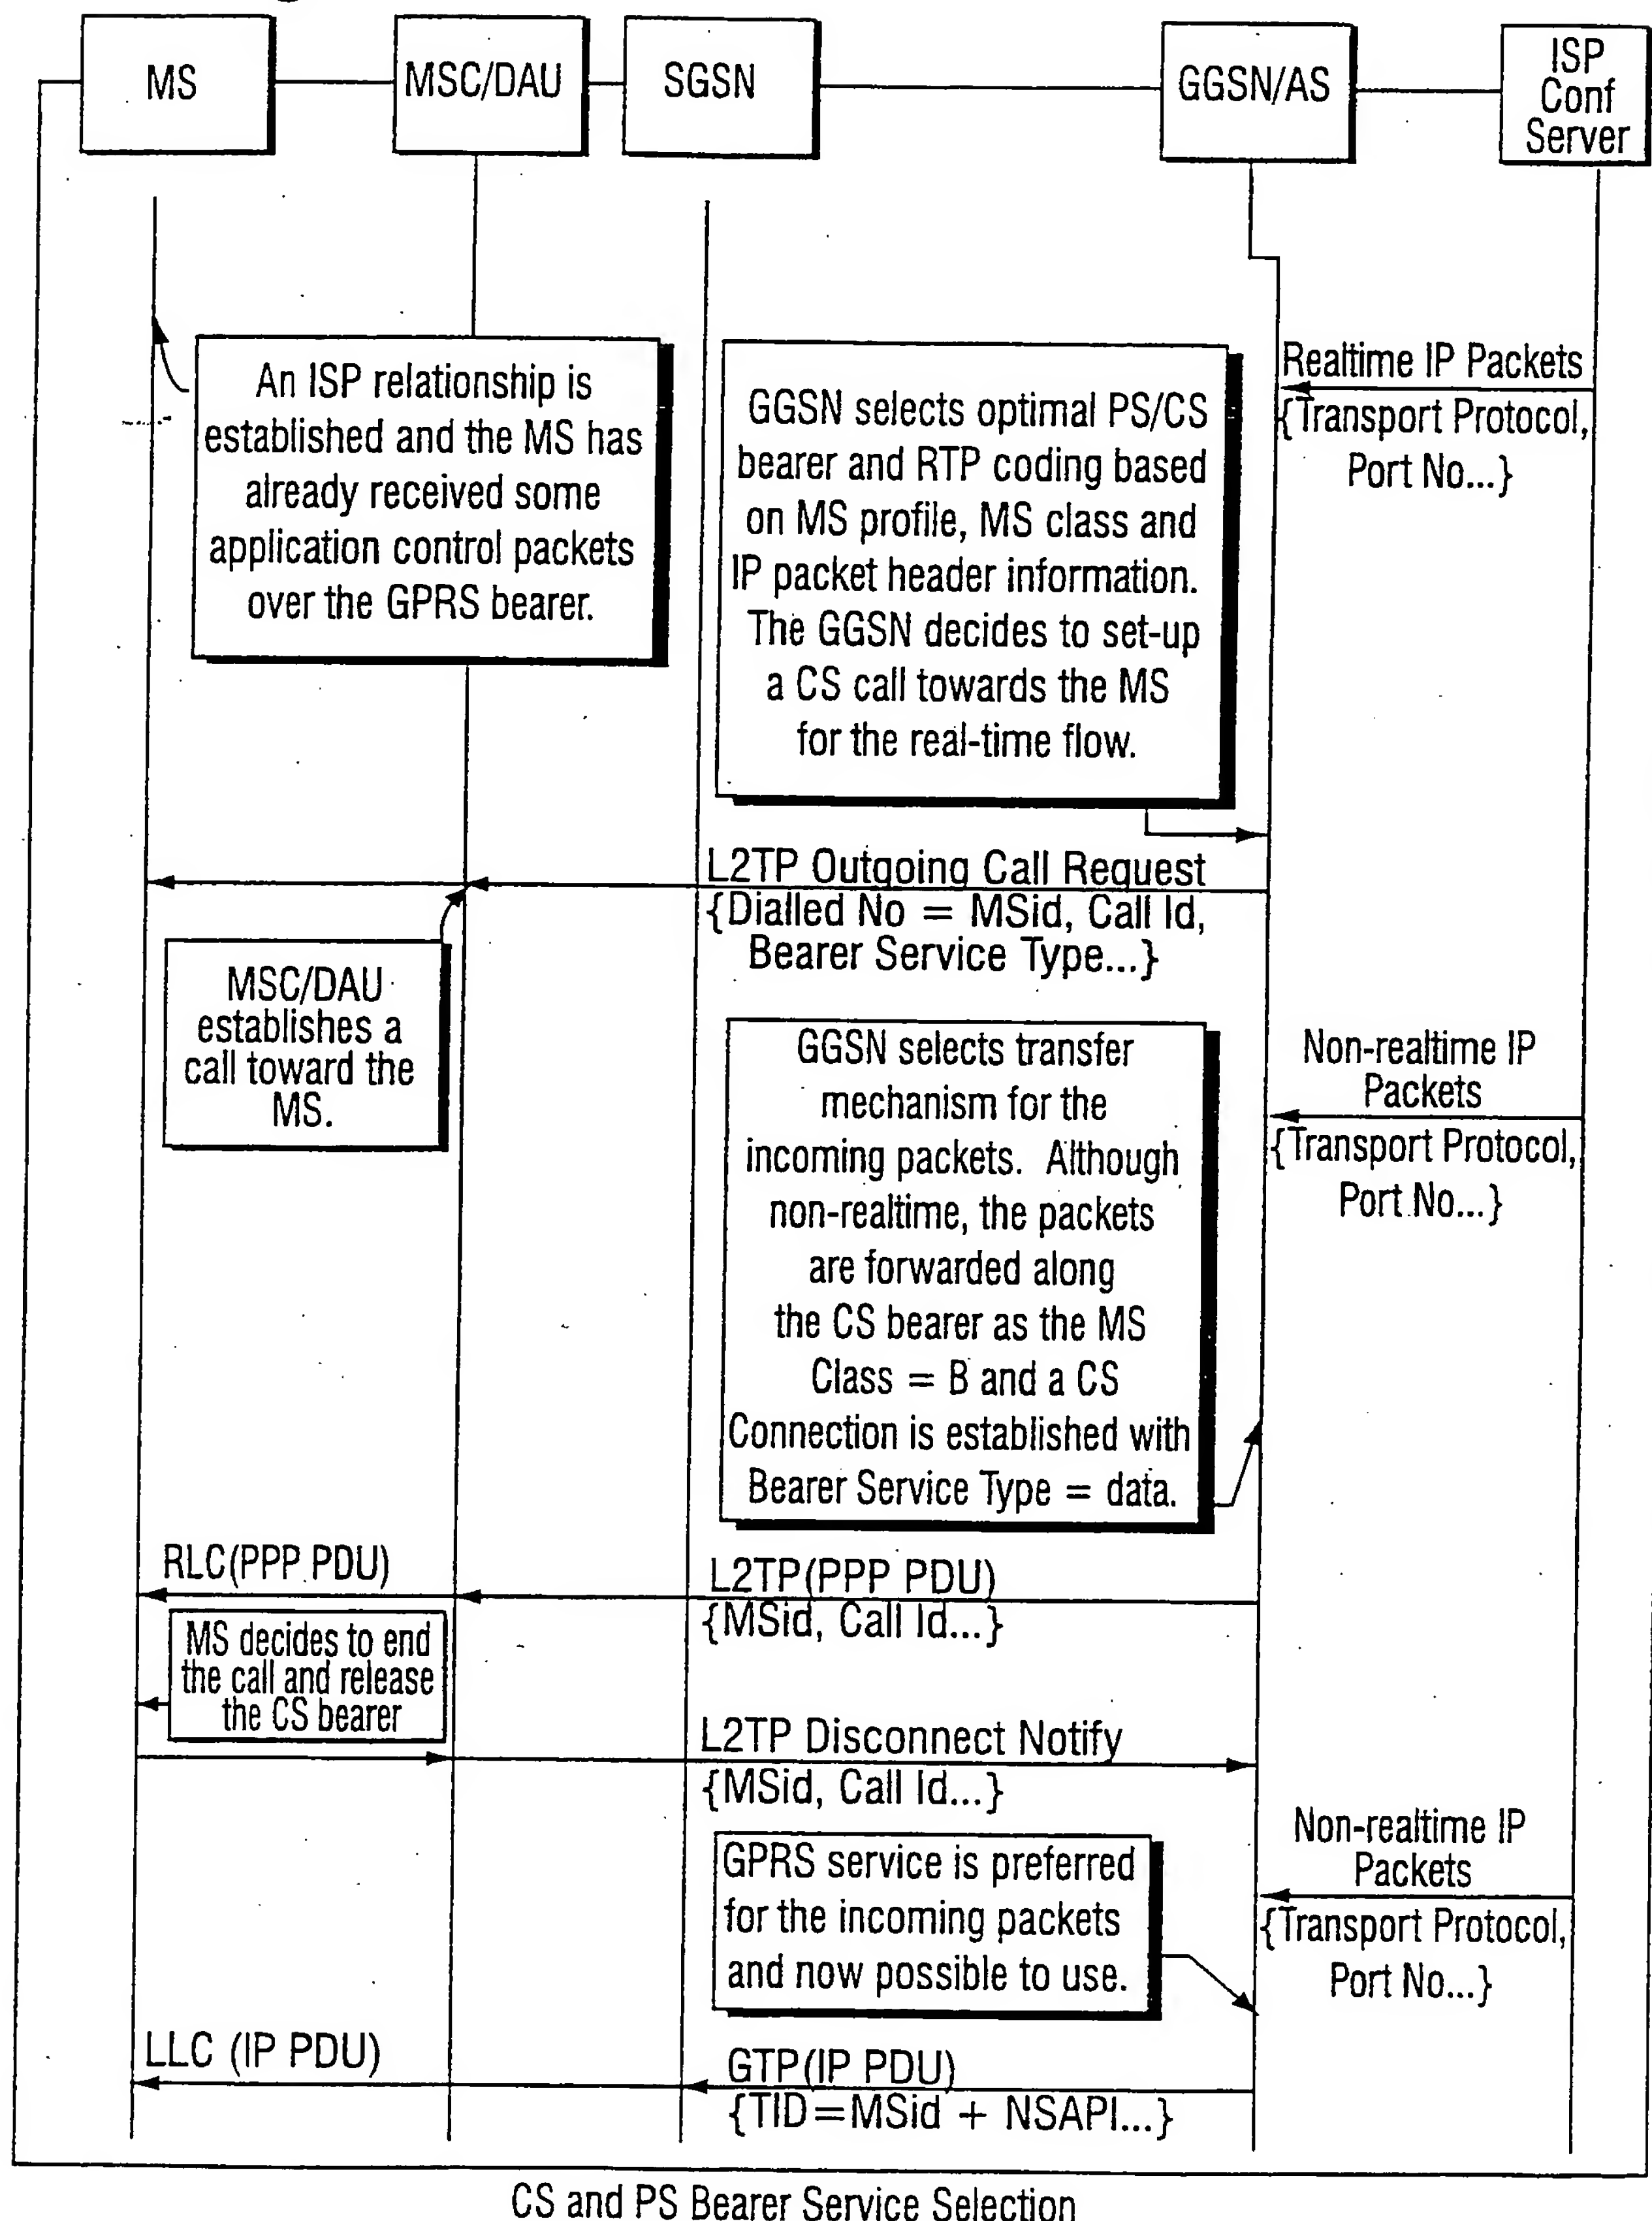 MS
MSC/DAU
SGSN
GGSN/AS
ISP
Conf
Server
An ISP relationship is
established and the MS has
already received some
application control packets
over the GPRS bearer.
GGSN selects optimal PS/CS
bearer and RTP coding based
on MS profile, MS class and
IP packet header information.
The GGSN decides to set-up
a CS call towards the MS
for the real-time flow.
Realtime IP Packets
{Transport Protocol,
Port No...}
L2TP Outgoing Call Request
{Dialled No = MSid, Call Id,
Bearer Service Type...}
MSC/DAU
establishes a
call toward the
MS.
GGSN selects transfer
mechanism for the
incoming packets. Although
non-realtime, the packets
are forwarded along
the CS bearer as the MS
Class = B and a CS
Connection is established with
Bearer Service Type = data.
Non-realtime IP
Packets
{Transport Protocol,
Port No...}
RLC(PPP PDU)
L2TP(PPP PDU)
{MSid, Call Id...}
MS decides to end
the call and release
the CS bearer
L2TP Disconnect Notify
{MSid, Call Id...}
GPRS service is preferred
for the incoming packets
and now possible to use.
Non-realtime IP
Packets
{Transport Protocol,
Port No...}
LLC (IP PDU)
GTP(IP PDU)
{TID=MSid + NSAPI...}
CS and PS Bearer Service Selection